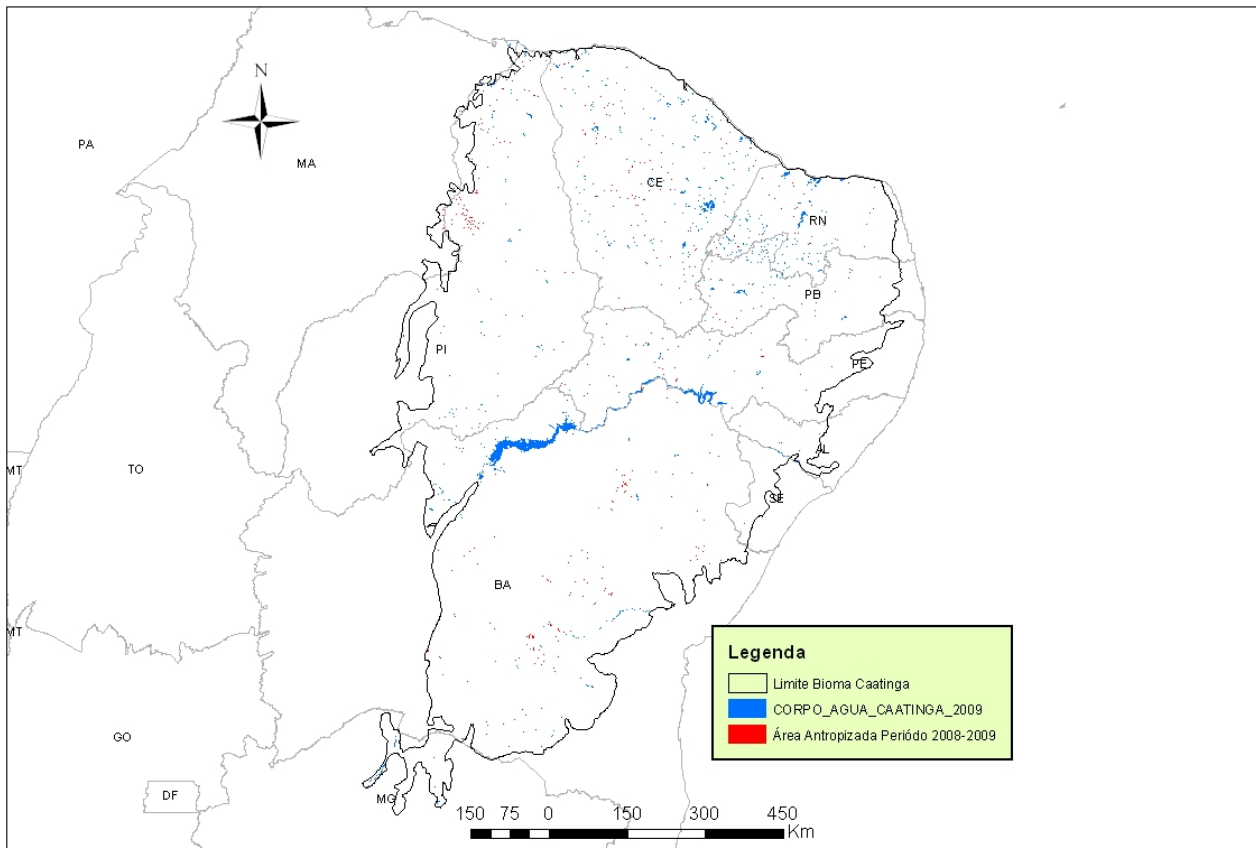 N
PA
MA
CE
RN
PB
PI
PE
AL
SE
MT
TO
BA
MT
GO
DF
MG
Legenda
Limite Bioma Caatinga
CORPO_AGUA_CAATINGA_2009
Área Antropizada Periódo 2008-2009
150 75 0 150 300 450
Km